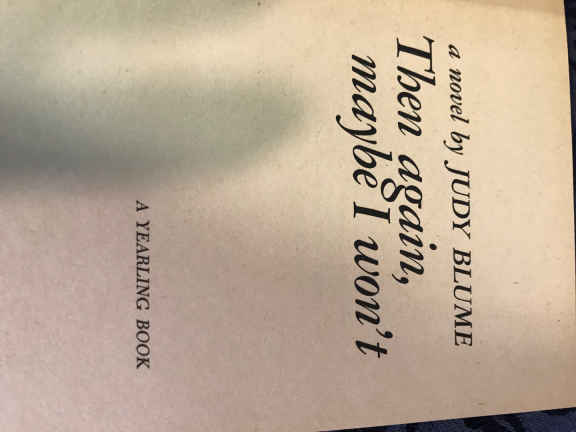 a novel by JUDY BLUME
Then again,
maybe I won't
A YEARLING BOOK